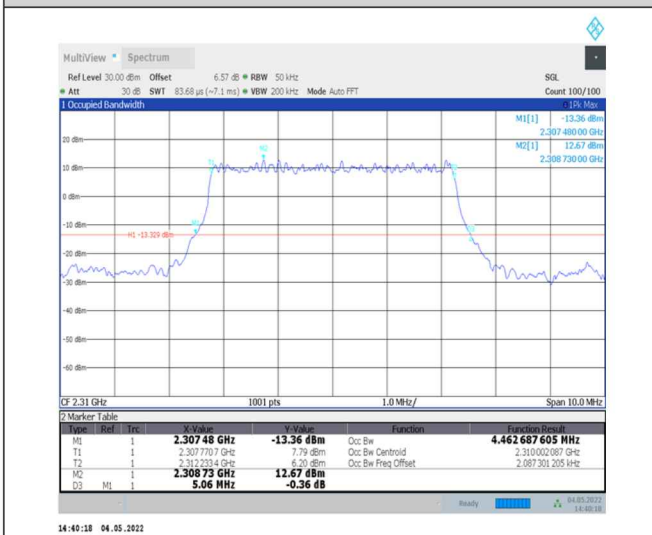 MultiView Spectrum
Ref Level 30.00 dBm Offset 6.57 dB RBW 50 kHz SGL
Att 30 dB SWT 83.68 µs (~7.1 ms) VBW 200 kHz Mode Auto FFT Count 100/100
1 Occupied Bandwidth 1Pk Max
M1[1] -13.36 dBm
2.307 480 00 GHz
20 dBm
M2[1] 12.67 dBm
2.308 730 00 GHz
M2
10 dBm
0 dBm
-10 dBm
H1 -13.329 dBm
-20 dBm
-30 dBm
-40 dBm
-50 dBm
-60 dBm
CF 2.31 GHz 1001 pts 1.0 MHz/ Span 10.0 MHz
2 Marker Table
Type Ref Trc X-Value Y-Value Function Function Result
M1 1 2.307 48 GHz -13.36 dBm Occ Bw 4.462 687 605 MHz
T1 1 2.307 770 7 GHz 7.79 dBm Occ Bw Centroid 2.310 002 087 GHz
T2 1 2.312 233 4 GHz 6.20 dBm Occ Bw Freq Offset 2.087 301 205 kHz
M2 1 2.308 73 GHz 12.67 dBm
D3 M1 1 5.06 MHz -0.36 dB
Ready 04.05.2022
14:40:18
14:40:18 04.05.2022